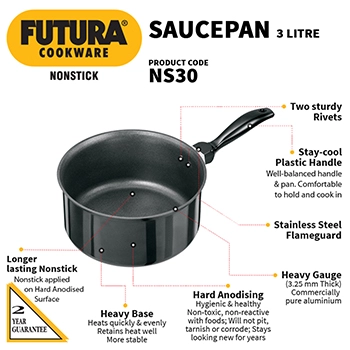 FUTURA®
COOKWARE
NONSTICK
SAUCEPAN 3 LITRE
PRODUCT CODE
NS30
Two sturdy
Rivets
Stay-cool
Plastic Handle
Well-balanced handle
& pan. Comfortable
to hold and cook in
Stainless Steel
Flameguard
Heavy Gauge
(3.25 mm Thick)
Commercially
pure aluminium
Hard Anodising
Hygienic & healthy
Non-toxic, non-reactive
with foods; Will not pit,
tarnish or corrode; Stays
looking new for years
Heavy Base
Heats quickly & evenly
Retains heat well
More stable
Longer
lasting Nonstick
Nonstick applied
on Hard Anodised
Surface
2
YEAR
GUARANTEE